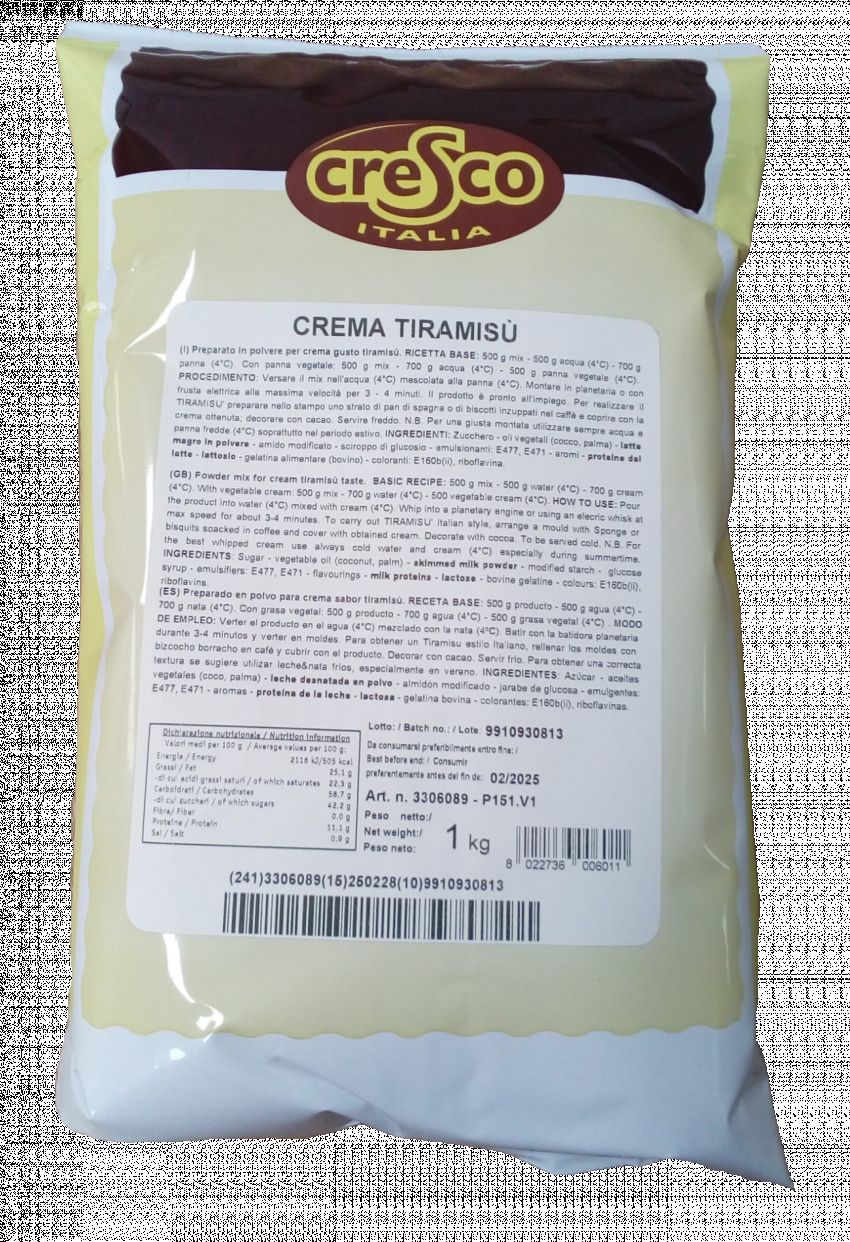 creSco
ITALIA
CREMA TIRAMISÙ
(I) Preparato in polvere per crema gusto tiramisù. RICETTA BASE: 500 g mix - 500 g acqua (4°C) - 700 g
panna (4°C). Con panna vegetale: 500 g mix - 700 g acqua (4°C) - 500 g panna vegetale (4°C).
PROCEDIMENTO: Versare il mix nell'acqua (4°C) mescolata alla panna (4°C). Montare in planetaria o con
frusta elettrica alla massima velocità per 3 - 4 minuti. Il prodotto è pronto all'impiego. Per realizzare il
TIRAMISU' preparare nello stampo uno strato di pan di spagna o di biscotti inzuppati nel caffè e coprire con la
crema ottenuta, decorare con cacao. Servire freddo. N.B. Per una giusta montata utilizzare sempre acqua e
panna fredde (4°C) soprattutto nel periodo estivo. INGREDIENTI: Zucchero - oli vegetali (cocco, palma) - latte
magro in polvere - amido modificato - sciroppo di glucosio - emulsionanti: E477, E471 - aromi - proteine del
latte - lattosio - gelatina alimentare (bovino) - coloranti: E160b(ii), riboflavina.
(GB) Powder mix for cream tiramisù taste. BASIC RECIPE: 500 g mix - 500 g water (4°C) - 700 g cream
(4°C). With vegetable cream: 500 g mix - 700 g water (4°C) - 500 vegetable cream (4°C). HOW TO USE: Pour
the product into water (4°C) mixed with cream (4°C). Whip into a planetary engine or using an elecric whisk at
max speed for about 3-4 minutes. To carry out TIRAMISU' Italian style, arrange a mould with Sponge or
bisquits soacked in coffee and cover with obtained cream. Decorate with cocoa. To be served cold. N.B. For
the best whipped cream use always cold water and cream (4°C) especially during summertime.
INGREDIENTS: Sugar - vegetable oil (coconut, palm) - skimmed milk powder - modified starch - glucose
syrup - emulsifiers: E477, E471 - flavourings - milk proteins - lactose - bovine gelatine - colours: E160b(ii),
riboflavins.
(ES) Preparado en polvo para crema sabor tiramisù. RECETA BASE: 500 g producto - 500 g agua (4°C) -
700 g nata (4°C). Con grasa vegetal: 500 g producto - 700 g agua (4°C) - 500 g grasa vegetal (4°C) . MODO
DE EMPLEO: Verter el producto en el agua (4°C) mezclado con la nata (4°C). Batir con la batidora planetaria
durante 3-4 minutos y verter en moldes. Para obtener un Tiramisu estilo Italiano, rellenar los moldes con
bizcocho borracho en café y cubrir con el producto. Decorar con cacao. Servir frio. Para obtener una correcta
textura se sugiere utilizar leche&nata frios, especialmente en verano. INGREDIENTES: Azúcar - aceites
vegetales (coco, palma) - leche desnatada en polvo - almidón modificado - jarabe de glucosa - emulgentes:
E477, E471 - aromas - proteína de la leche - lactosa - gelatina bovina - colorantes: E160b(ii), riboflavinas.
Dichiarazione nutrizionale / Nutrition information
Valori medi per 100 g / Average values per 100 g:
Energia / Energy 2116 kJ/505 kcal
Grassi / Fat 25,1 g
-di cui acidi grassi saturi / of which saturates 22,3 g
Carboidrati / Carbohydrates 58,7 g
-di cui zuccheri / of which sugars 42,2 g
Fibre/ Fiber 0,0 g
Proteine / Protein 11,1 g
Sal / Salt 0,9 g
Lotto: / Batch no.: / Lote: 9910930813
Da consumarsi preferibilmente entro fine: /
Best before end: / Consumir
preferentemente antes del fin de: 02/2025
Art. n. 3306089 - P151.V1
Peso netto:/
Net weight:/
Peso neto:
1 kg
8 022736 006011
(241)3306089(15)250228(10)9910930813